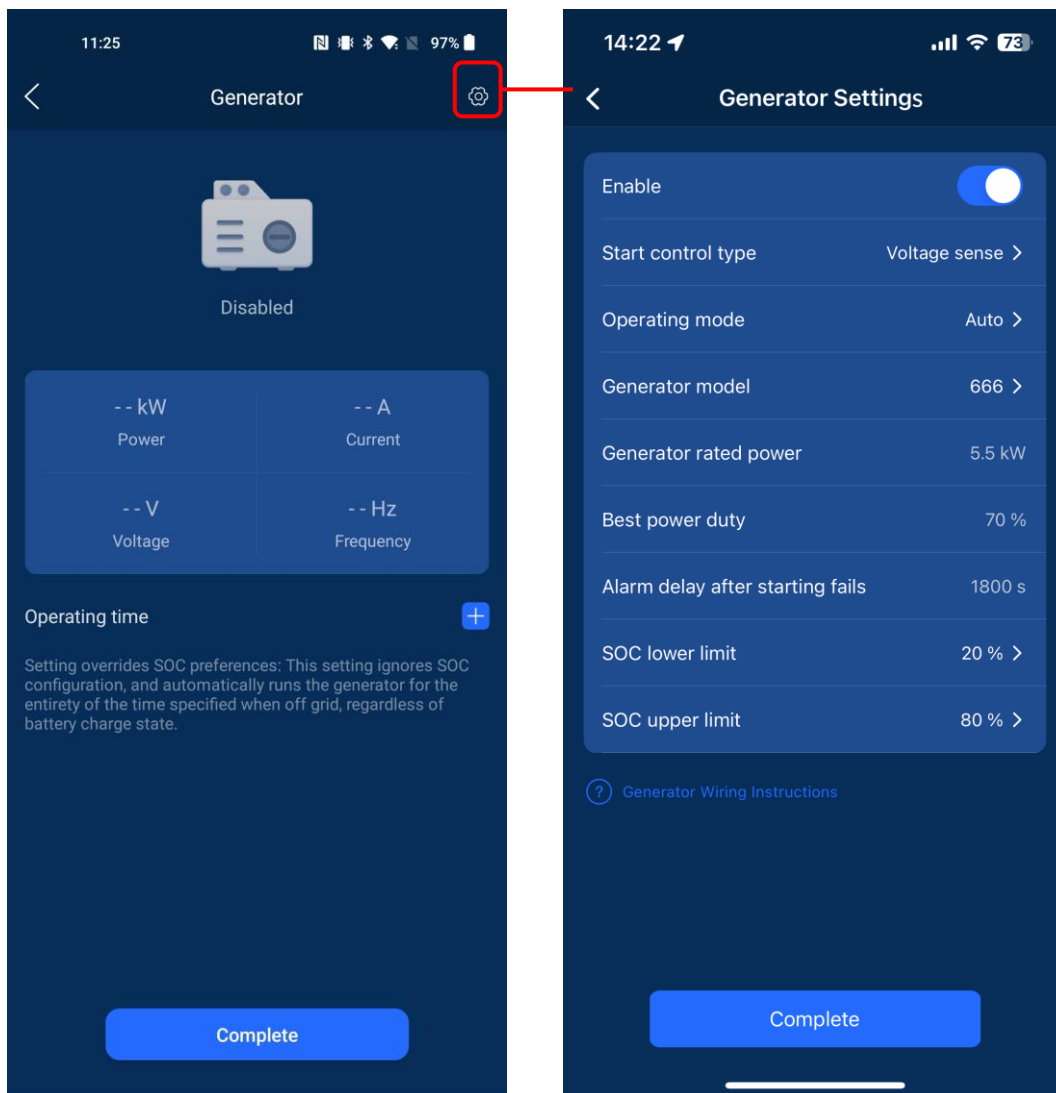 11:25
97%
Generator
Disabled
- - kW
Power
- - A
Current
- - V
Voltage
- - Hz
Frequency
Operating time
Setting overrides SOC preferences: This setting ignores SOC
configuration, and automatically runs the generator for the
entirety of the time specified when off grid, regardless of
battery charge state.
Complete
14:22
73
Generator Settings
Enable
Start control type Voltage sense
Operating mode Auto
Generator model 666
Generator rated power 5.5 kW
Best power duty 70 %
Alarm delay after starting fails 1800 s
SOC lower limit 20 %
SOC upper limit 80 %
? Generator Wiring Instructions
Complete